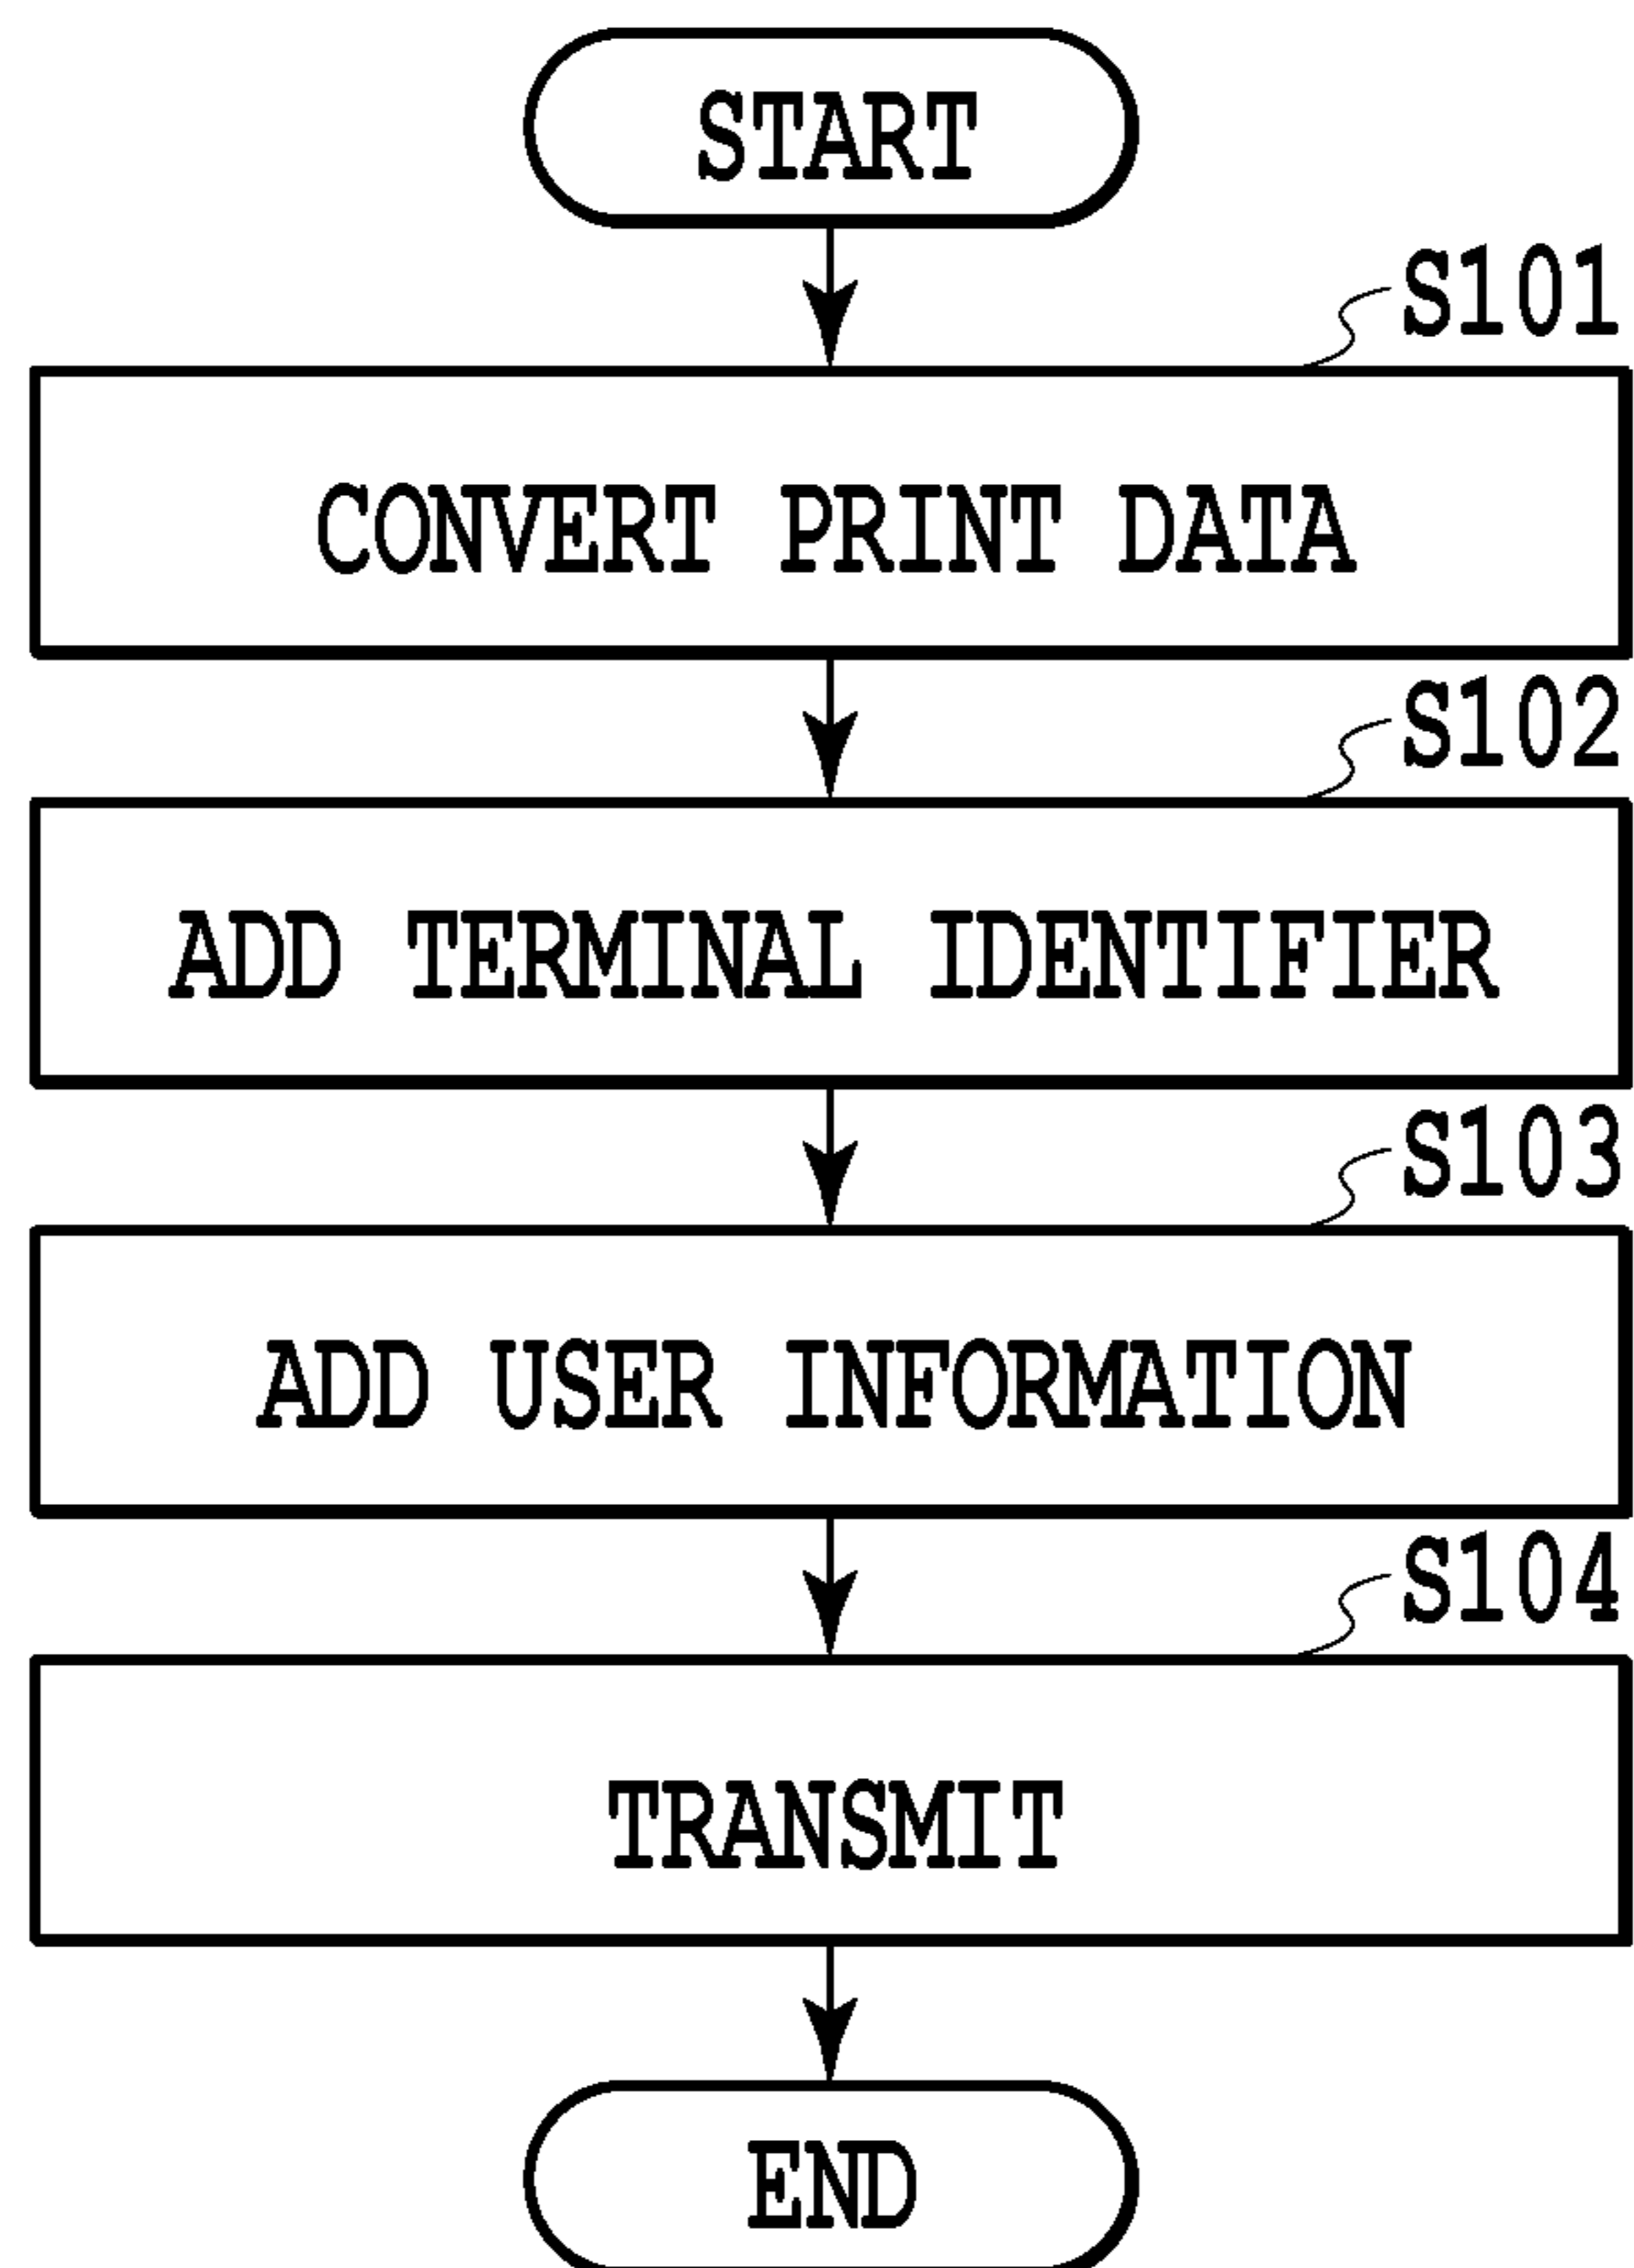 START
S101
CONVERT PRINT DATA
S102
ADD TERMINAL IDENTIFIER
S103
ADD USER INFORMATION
S104
TRANSMIT
END